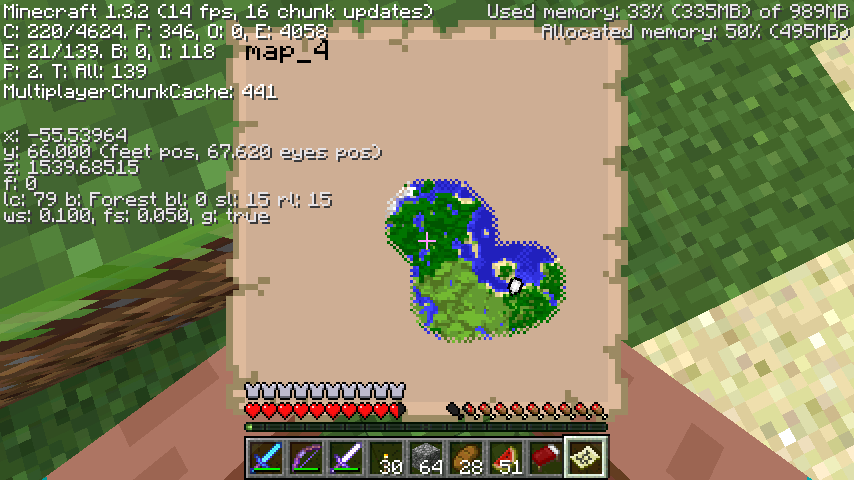 Minecraft 1.3.2 (14 fps, 16 chunk updates)
Used memory: 33% (335MB) of 989MB
C: 220/4624, F: 346, O: 0, E: 4058
Allocated memory: 50% (495MB)
E: 21/139, B: 0, I: 118
map_4
P: 2. T: All: 139
MultiplayerChunkCache: 441
x: -55.53964
y: 66.000 (feet pos, 67.620 eyes pos)
z: 1539.68515
f: 0
lc: 79 b: Forest bl: 0 sl: 15 rl: 15
ws: 0.100, fs: 0.050, g: true
30 64 28 51